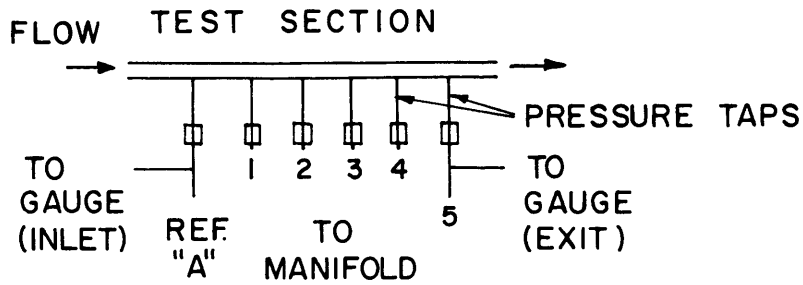 FLOW
TEST SECTION
PRESSURE TAPS
1 2 3 4
5
TO
GAUGE
(INLET)
REF.
"A"
TO
MANIFOLD
TO
GAUGE
(EXIT)